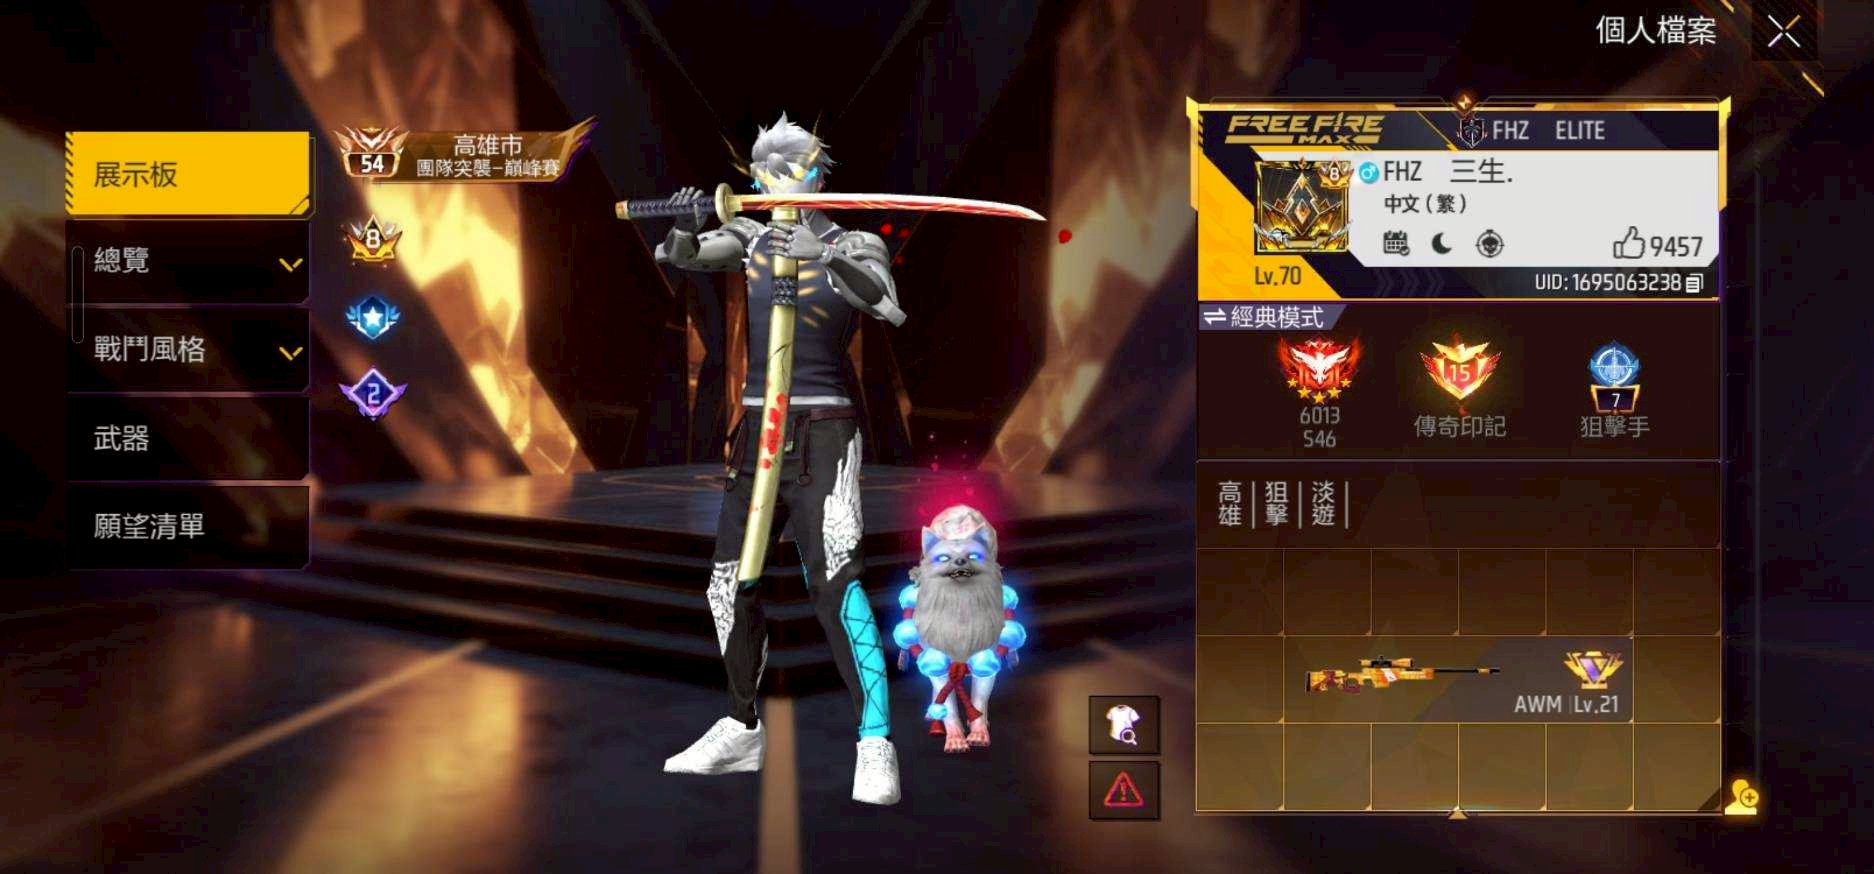 個人檔案
展示板
總覽
戰鬥風格
武器
願望清單
54
高雄市
團隊突襲-巔峰賽
8
2
FREE FIRE
MAX
FHZ ELITE
8
FHZ 三生.
中文(繁)
9457
Lv.70
UID:1695063238
經典模式
6013
546
15
傳奇印記
7
狙擊手
高雄|狙擊|淡遊|
AWM Lv.21